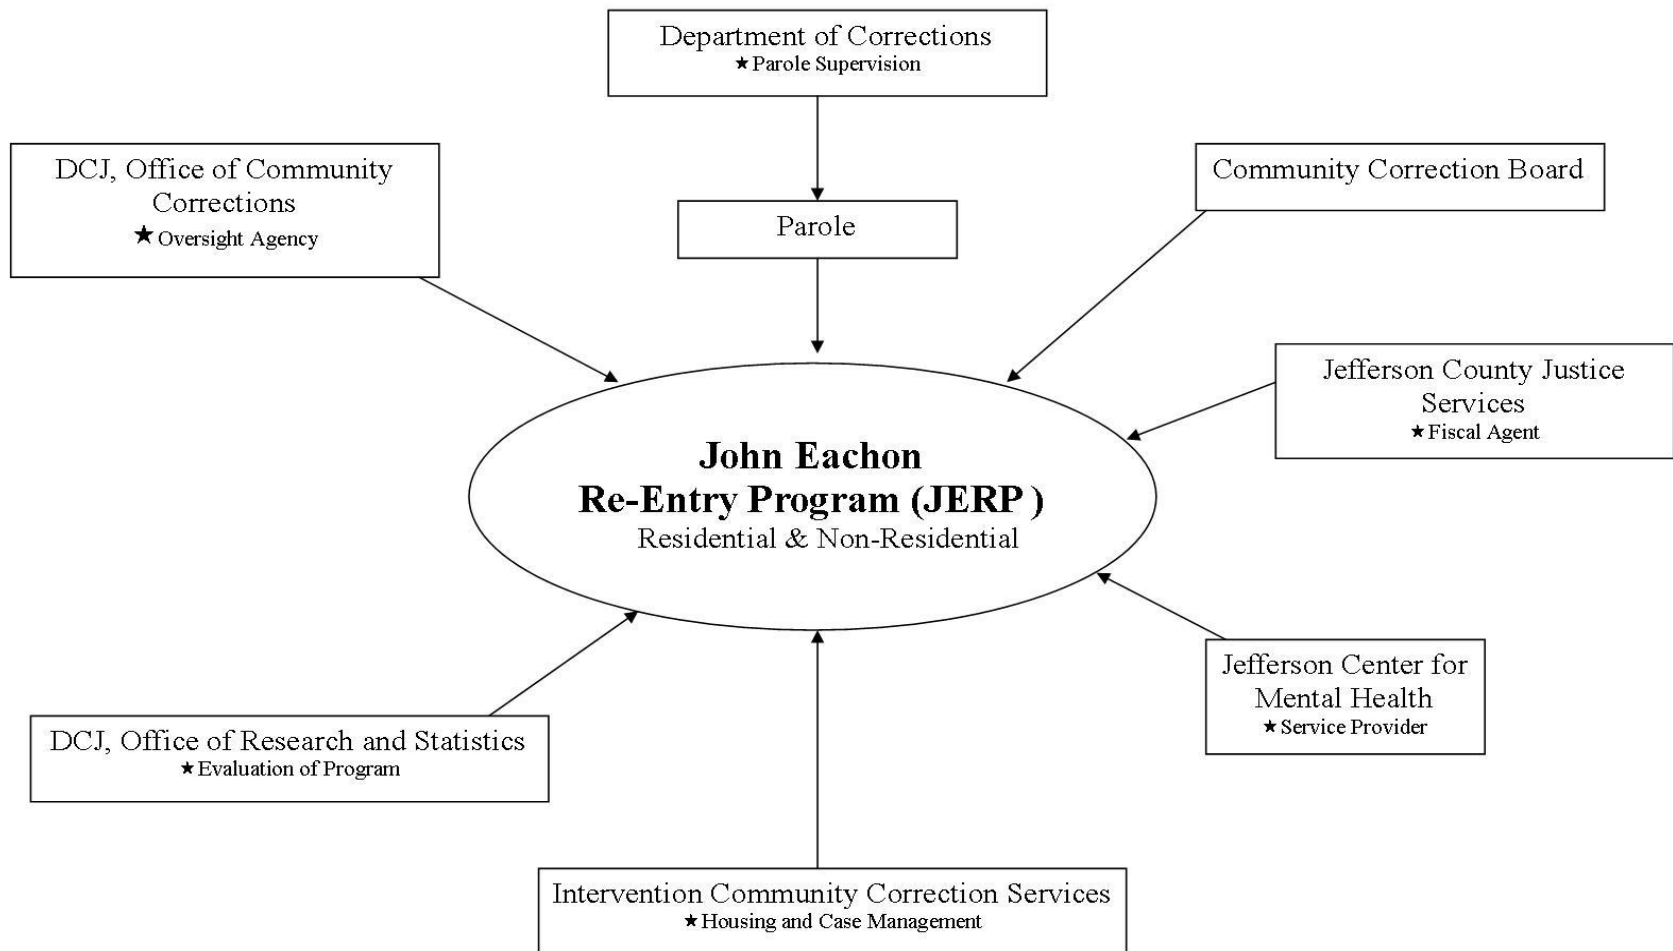 Department of Corrections
★ Parole Supervision
DCJ, Office of Community
Corrections
★ Oversight Agency
Community Correction Board
Parole
Jefferson County Justice
Services
★ Fiscal Agent
John Eachon
Re-Entry Program (JERP )
Residential & Non-Residential
Jefferson Center for
Mental Health
★ Service Provider
DCJ, Office of Research and Statistics
★ Evaluation of Program
Intervention Community Correction Services
★ Housing and Case Management